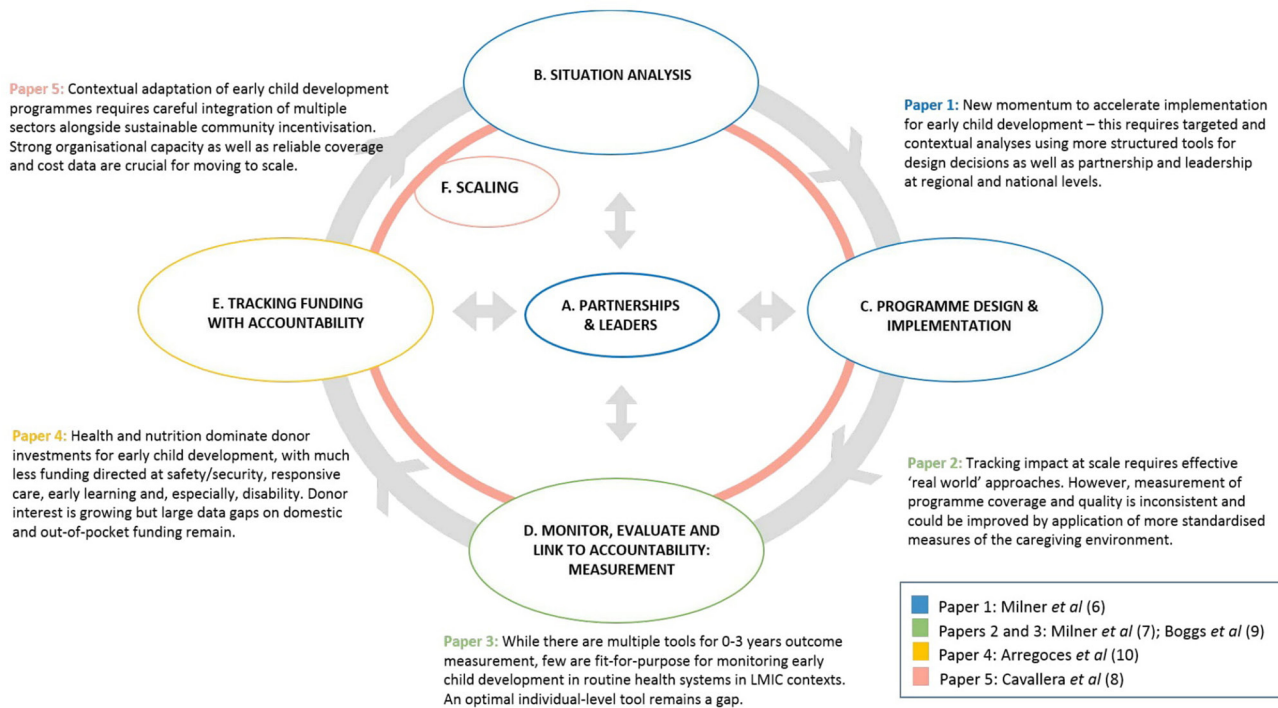 B. SITUATION ANALYSIS
Paper 5: Contextual adaptation of early child development
programmes requires careful integration of multiple
sectors alongside sustainable community incentivisation.
Strong organisational capacity as well as reliable coverage
and cost data are crucial for moving to scale.
Paper 1: New momentum to accelerate implementation
for early child development – this requires targeted and
contextual analyses using more structured tools for
design decisions as well as partnership and leadership
at regional and national levels.
F. SCALING
E. TRACKING FUNDING
WITH ACCOUNTABILITY
A. PARTNERSHIPS
& LEADERS
C. PROGRAMME DESIGN &
IMPLEMENTATION
Paper 4: Health and nutrition dominate donor
investments for early child development, with much
less funding directed at safety/security, responsive
care, early learning and, especially, disability. Donor
interest is growing but large data gaps on domestic
and out-of-pocket funding remain.
Paper 2: Tracking impact at scale requires effective
‘real world’ approaches. However, measurement of
programme coverage and quality is inconsistent and
could be improved by application of more standardised
measures of the caregiving environment.
D. MONITOR, EVALUATE AND
LINK TO ACCOUNTABILITY:
MEASUREMENT
Paper 3: While there are multiple tools for 0-3 years outcome
measurement, few are fit-for-purpose for monitoring early
child development in routine health systems in LMIC contexts.
An optimal individual-level tool remains a gap.
Paper 1: Milner et al (6)
Papers 2 and 3: Milner et al (7); Boggs et al (9)
Paper 4: Arregoces et al (10)
Paper 5: Cavallera et al (8)